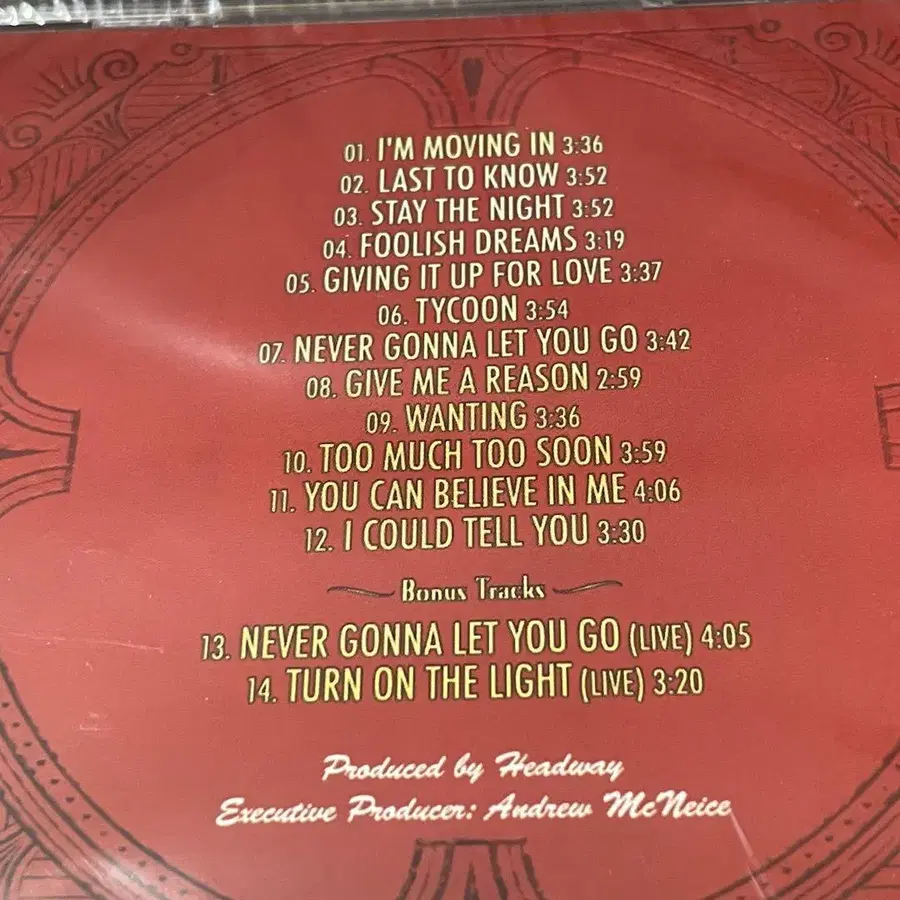 01. I'M MOVING IN 3:36
02. LAST TO KNOW 3:52
03. STAY THE NIGHT 3:52
04. FOOLISH DREAMS 3:19
05. GIVING IT UP FOR LOVE 3:37
06. TYCOON 3:54
07. NEVER GONNA LET YOU GO 3:42
08. GIVE ME A REASON 2:59
09. WANTING 3:36
10. TOO MUCH TOO SOON 3:59
11. YOU CAN BELIEVE IN ME 4:06
12. I COULD TELL YOU 3:30
Bonus Tracks
13. NEVER GONNA LET YOU GO (LIVE) 4:05
14. TURN ON THE LIGHT (LIVE) 3:20
Produced by Headway
Executive Producer: Andrew McNeice